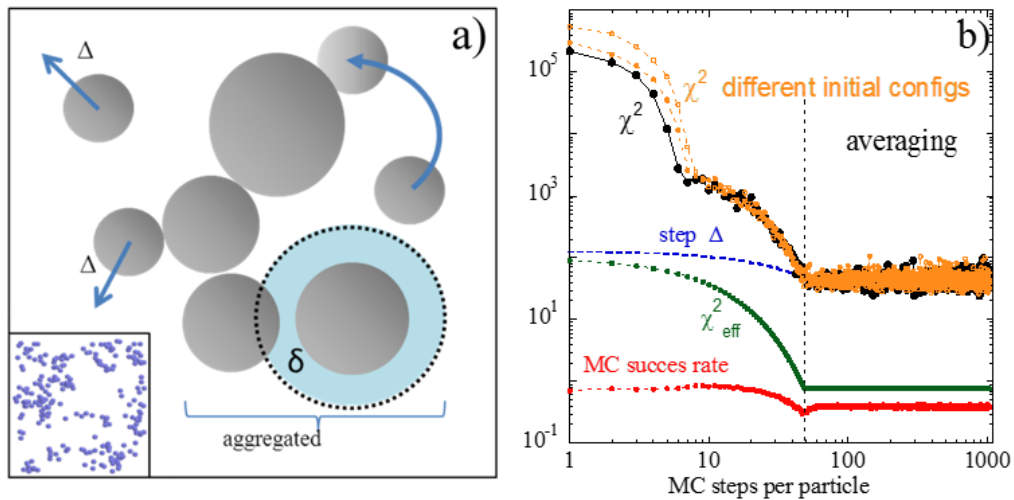 a)
Δ
Δ
δ
aggregated
b)
10^5
10^3
10^1
10^-1
χ^2 different initial configs
χ^2
averaging
step Δ
χ^2_eff
MC succes rate
1 10 100 1000
MC steps per particle